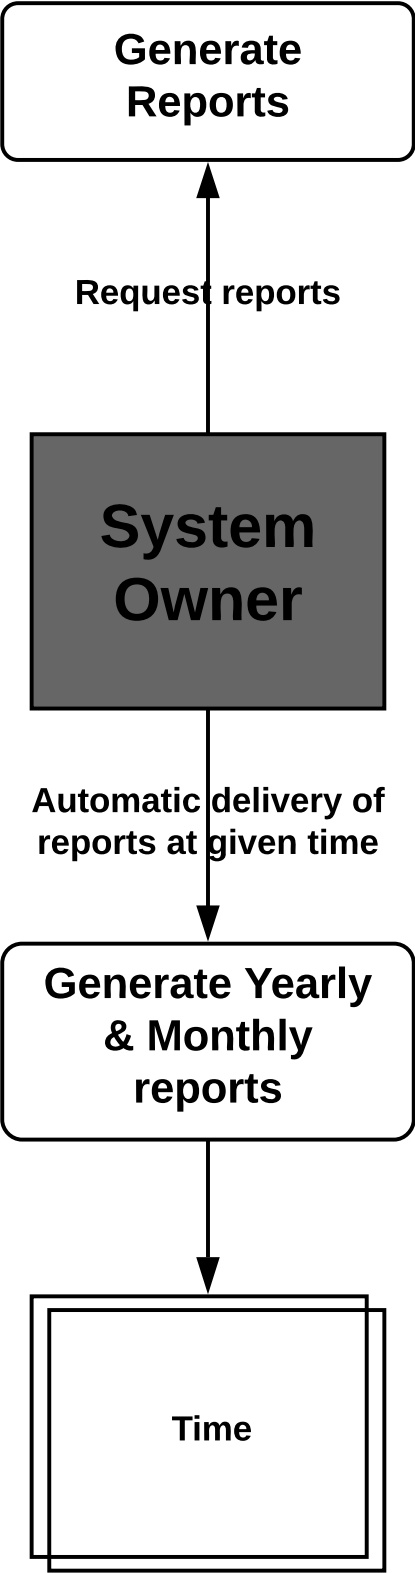 Generate
Reports
Request reports
System
Owner
Automatic delivery of
reports at given time
Generate Yearly
& Monthly
reports
Time